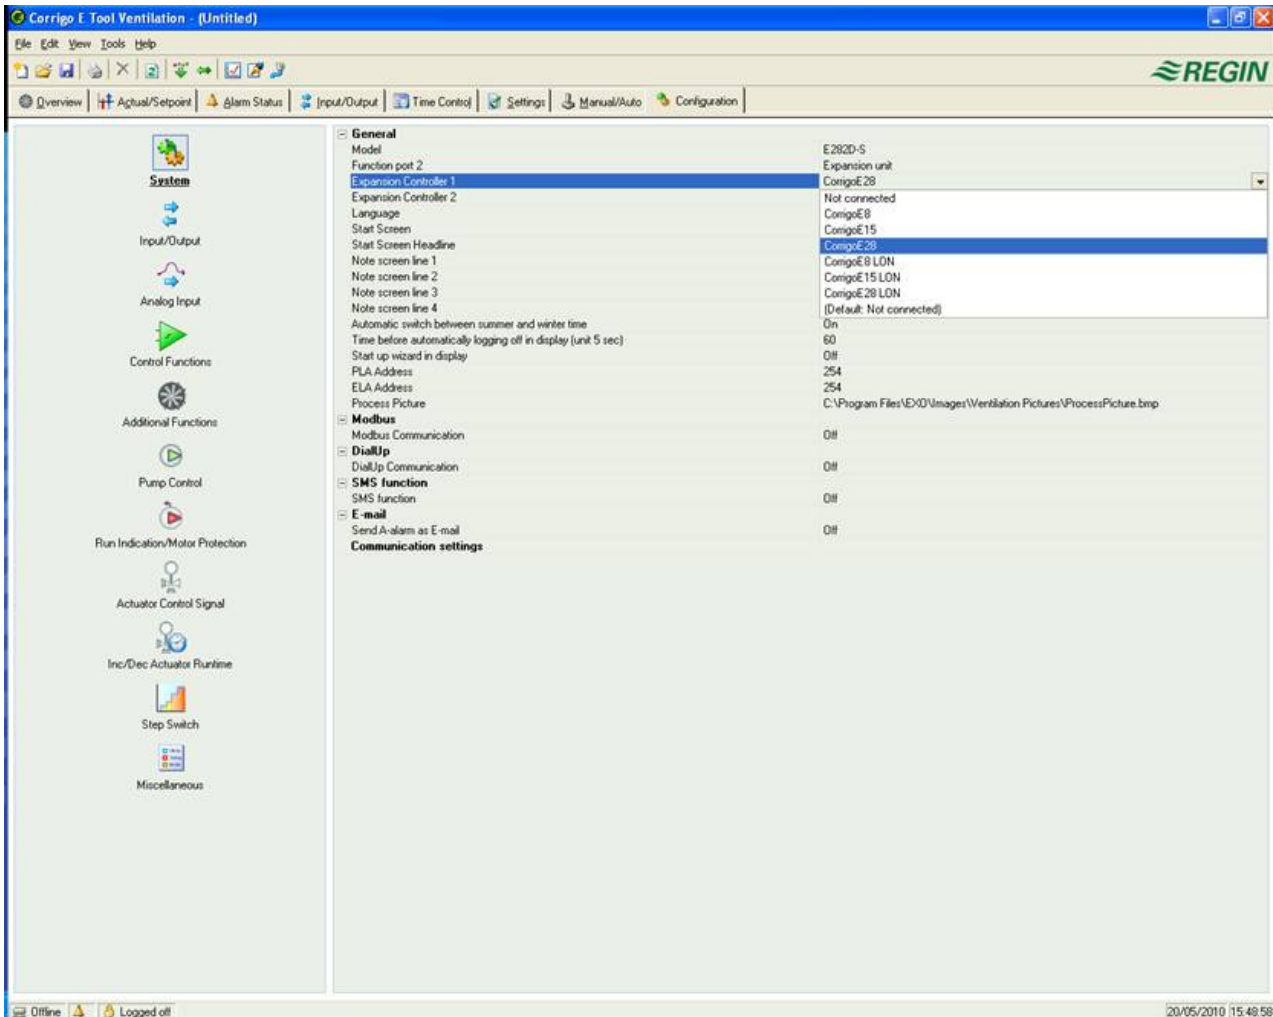 Corrigo E Tool Ventilation - (Untitled)
File Edit View Tools Help
REGIN
Overview Actual/Setpoint Alarm Status Input/Output Time Control Settings Manual/Auto Configuration
System
Input/Output
Analog Input
Control Functions
Additional Functions
Pump Control
Run Indication/Motor Protection
Actuator Control Signal
Inc/Dec Actuator Runtime
Step Switch
Miscellaneous
General
Model E282D-S
Function port 2 Expansion unit
Expansion Controller 1 CorrigoE28
Expansion Controller 2 Not connected
Language CorrigoE8
Start Screen CorrigoE15
Start Screen Headline CorrigoE28
Note screen line 1 CorrigoE8 LON
Note screen line 2 CorrigoE15 LON
Note screen line 3 CorrigoE28 LON
Note screen line 4 (Default: Not connected)
Automatic switch between summer and winter time On
Time before automatically logging off in display (unit 5 sec) 60
Start up wizard in display Off
PLA Address 254
ELA Address 254
Process Picture C:\Program Files\EXO\Images\Ventilation Pictures\ProcessPicture.bmp
Modbus
Modbus Communication Off
DialUp
DialUp Communication Off
SMS function
SMS function Off
E-mail
Send A-alarm as E-mail Off
Communication settings
Offline Logged off 20/05/2010 15:48:58